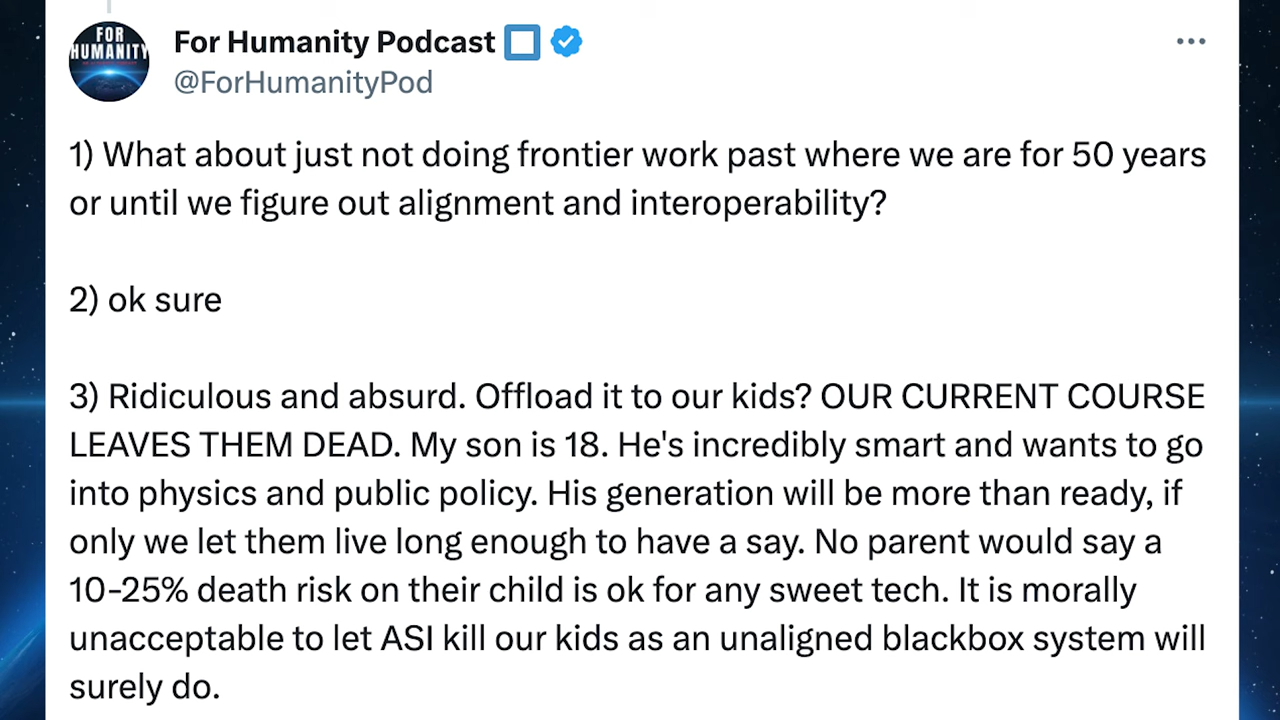 FOR
HUMANITY
For Humanity Podcast
@ForHumanityPod
1) What about just not doing frontier work past where we are for 50 years
or until we figure out alignment and interoperability?
2) ok sure
3) Ridiculous and absurd. Offload it to our kids? OUR CURRENT COURSE
LEAVES THEM DEAD. My son is 18. He's incredibly smart and wants to go
into physics and public policy. His generation will be more than ready, if
only we let them live long enough to have a say. No parent would say a
10-25% death risk on their child is ok for any sweet tech. It is morally
unacceptable to let ASI kill our kids as an unaligned blackbox system will
surely do.